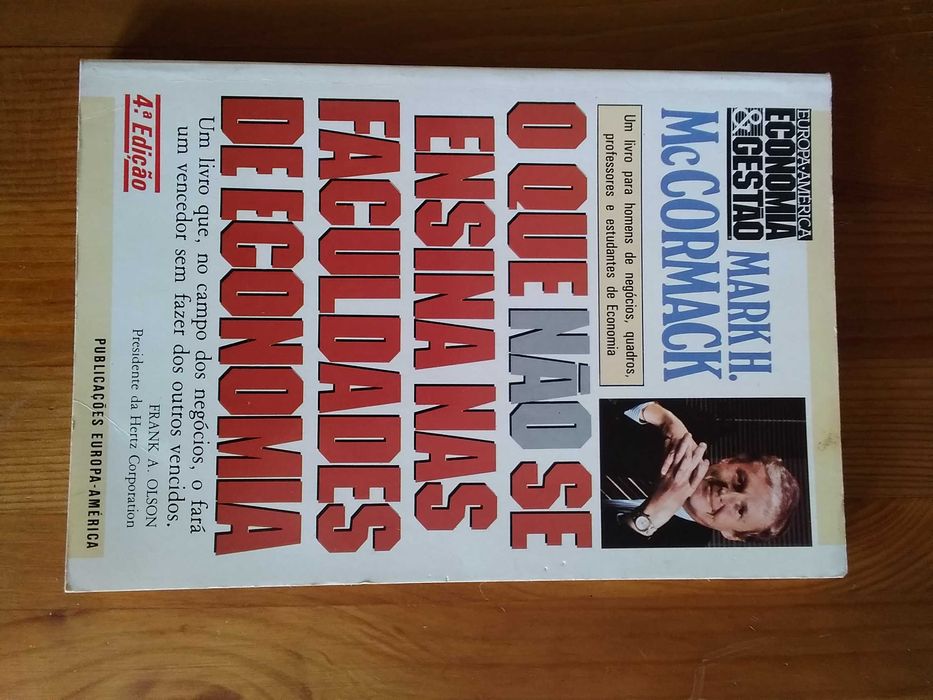 EUROPA-AMÉRICA
ECONOMIA
& GESTÃO
MARK H.
McCORMACK
Um livro para homens de negócios, quadros,
professores e estudantes de Economia
O QUE NÃO SE
ENSINA NAS
FACULDADES
DE ECONOMIA
Um livro que, no campo dos negócios, o fará
um vencedor sem fazer dos outros vencidos.
FRANK A. OLSON
Presidente da Hertz Corporation
4.ª Edição
PUBLICAÇÕES EUROPA-AMÉRICA